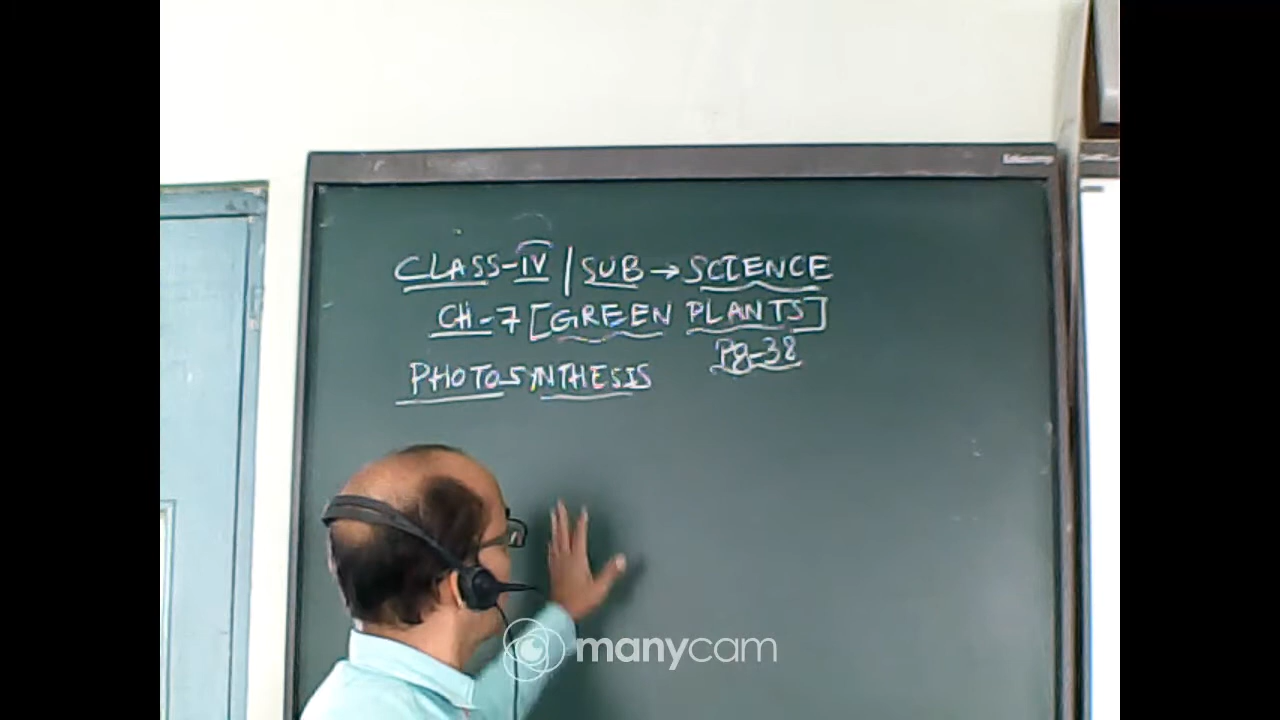 CLASS-IV | SUB → SCIENCE
CH-7 [GREEN PLANTS]
Pg-38
PHOTOSYNTHESIS
manycam